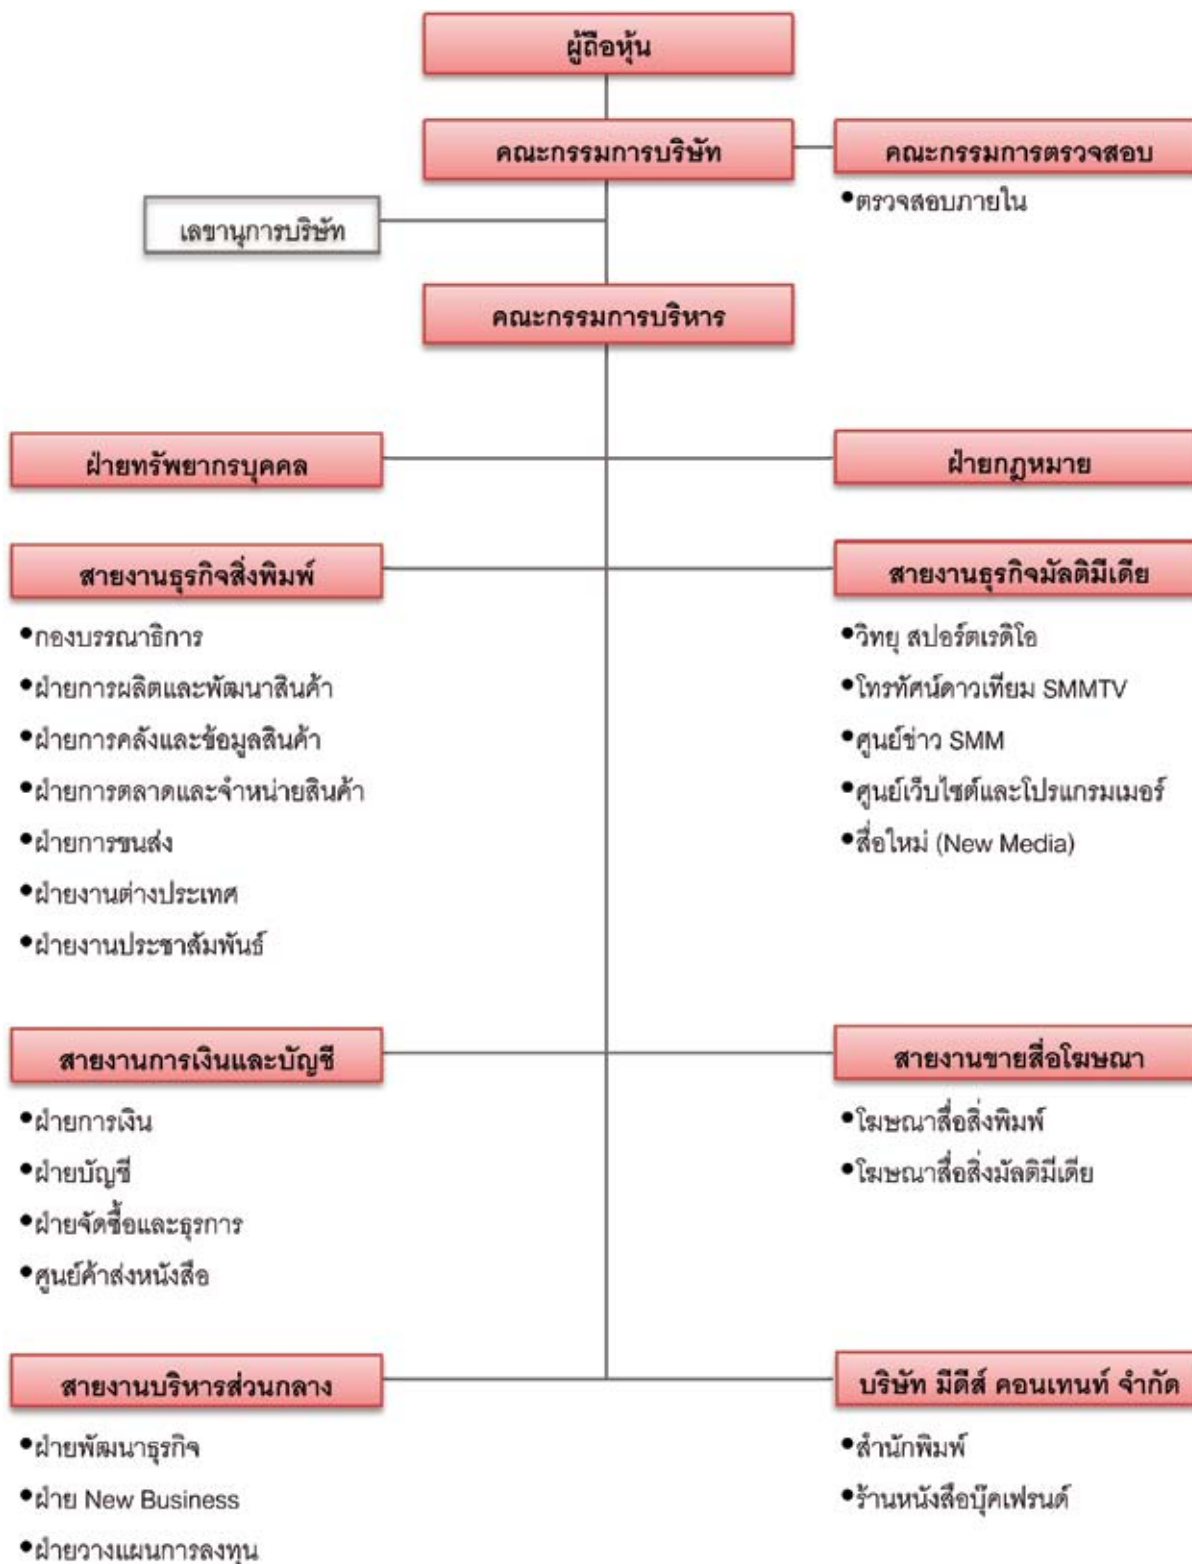 ผู้ถือหุ้น
คณะกรรมการบริษัท
คณะกรรมการตรวจสอบ
•ตรวจสอบภายใน
เลขานุการบริษัท
คณะกรรมการบริหาร
ฝ่ายทรัพยากรบุคคล
ฝ่ายกฎหมาย
สายงานธุรกิจสิ่งพิมพ์
•กองบรรณาธิการ
•ฝ่ายการผลิตและพัฒนาสินค้า
•ฝ่ายการคลังและข้อมูลสินค้า
•ฝ่ายการตลาดและจำหน่ายสินค้า
•ฝ่ายการขนส่ง
•ฝ่ายงานต่างประเทศ
•ฝ่ายงานประชาสัมพันธ์
สายงานธุรกิจมัลติมีเดีย
•วิทยุ สปอร์ตเรดิโอ
•โทรทัศน์ดาวเทียม SMMTV
•ศูนย์ข่าว SMM
•ศูนย์เว็บไซต์และโปรแกรมเมอร์
•สื่อใหม่ (New Media)
สายงานการเงินและบัญชี
•ฝ่ายการเงิน
•ฝ่ายบัญชี
•ฝ่ายจัดซื้อและธุรการ
•ศูนย์ค้าส่งหนังสือ
สายงานขายสื่อโฆษณา
•โฆษณาสื่อสิ่งพิมพ์
•โฆษณาสื่อสิ่งมัลติมีเดีย
สายงานบริหารส่วนกลาง
•ฝ่ายพัฒนาธุรกิจ
•ฝ่าย New Business
•ฝ่ายวางแผนการลงทุน
บริษัท มีดีส์ คอนเทนท์ จำกัด
•สำนักพิมพ์
•ร้านหนังสือบุ๊คเฟรนด์